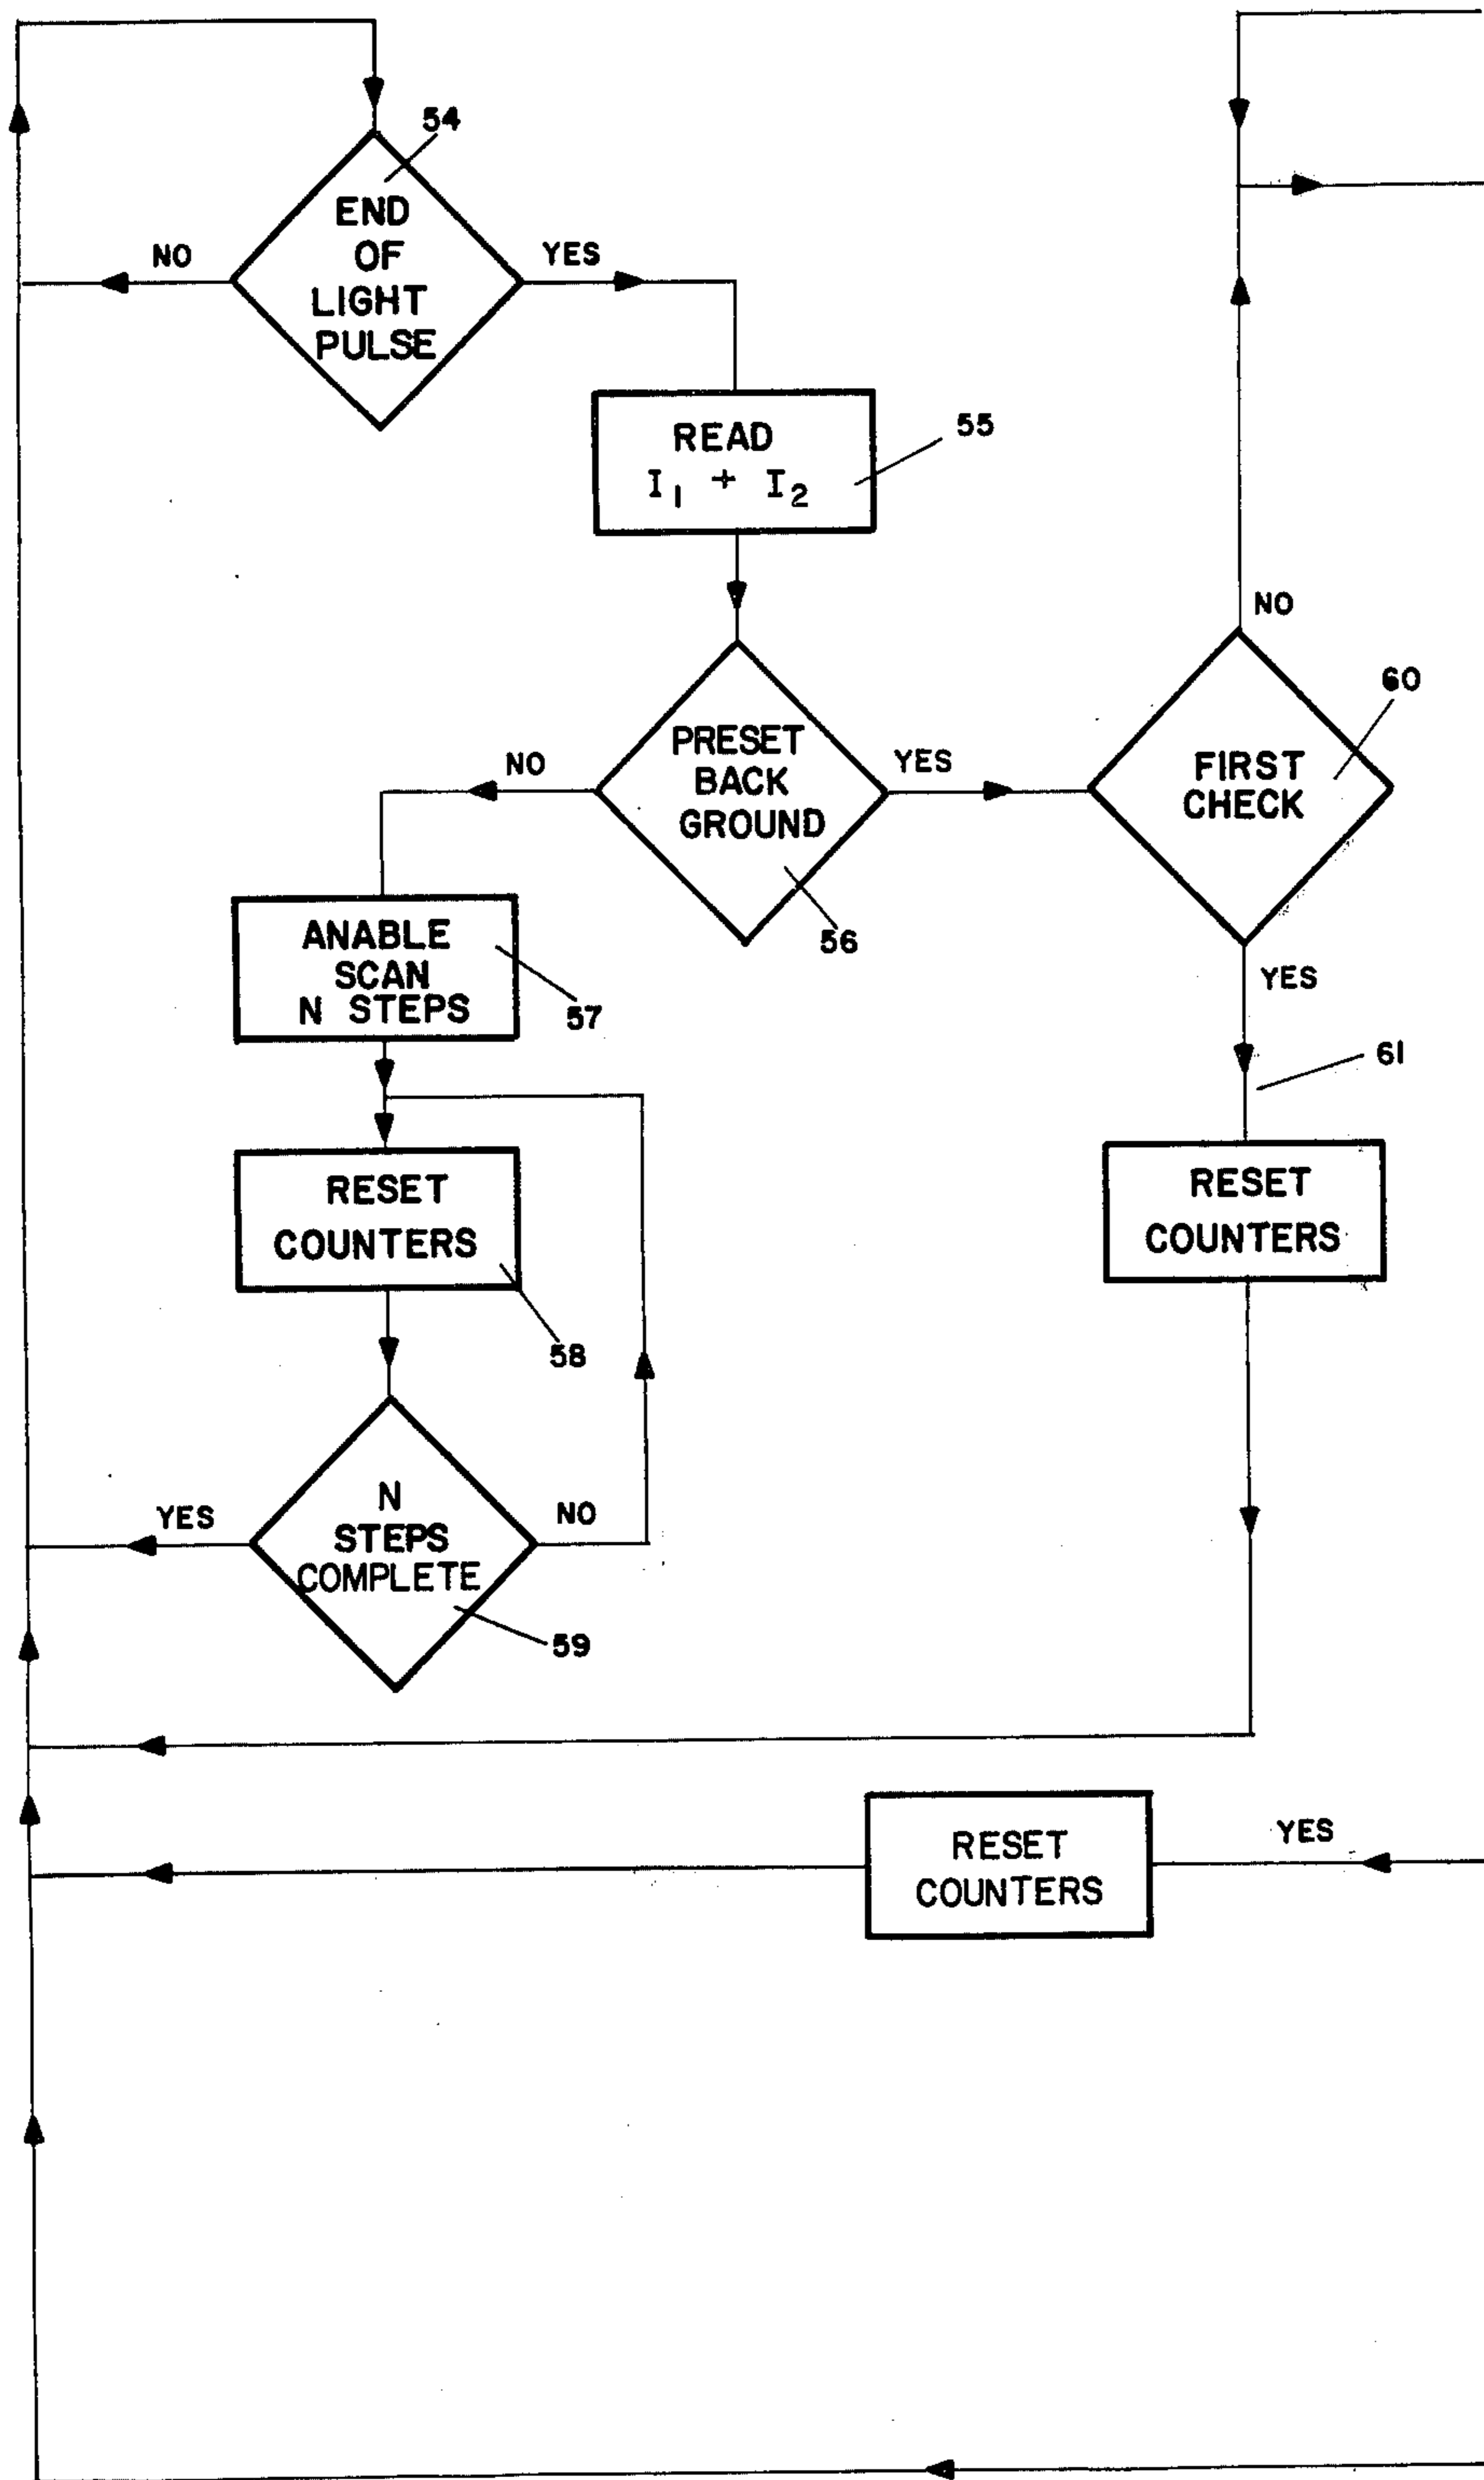 54
END
OF
LIGHT
PULSE
NO
YES
READ
I₁ + I₂
55
PRESET
BACK
GROUND
NO
YES
56
NO
60
FIRST
CHECK
YES
61
ANABLE
SCAN
N STEPS
57
RESET
COUNTERS
58
RESET
COUNTERS
N
STEPS
COMPLETE
YES
NO
59
RESET
COUNTERS
YES